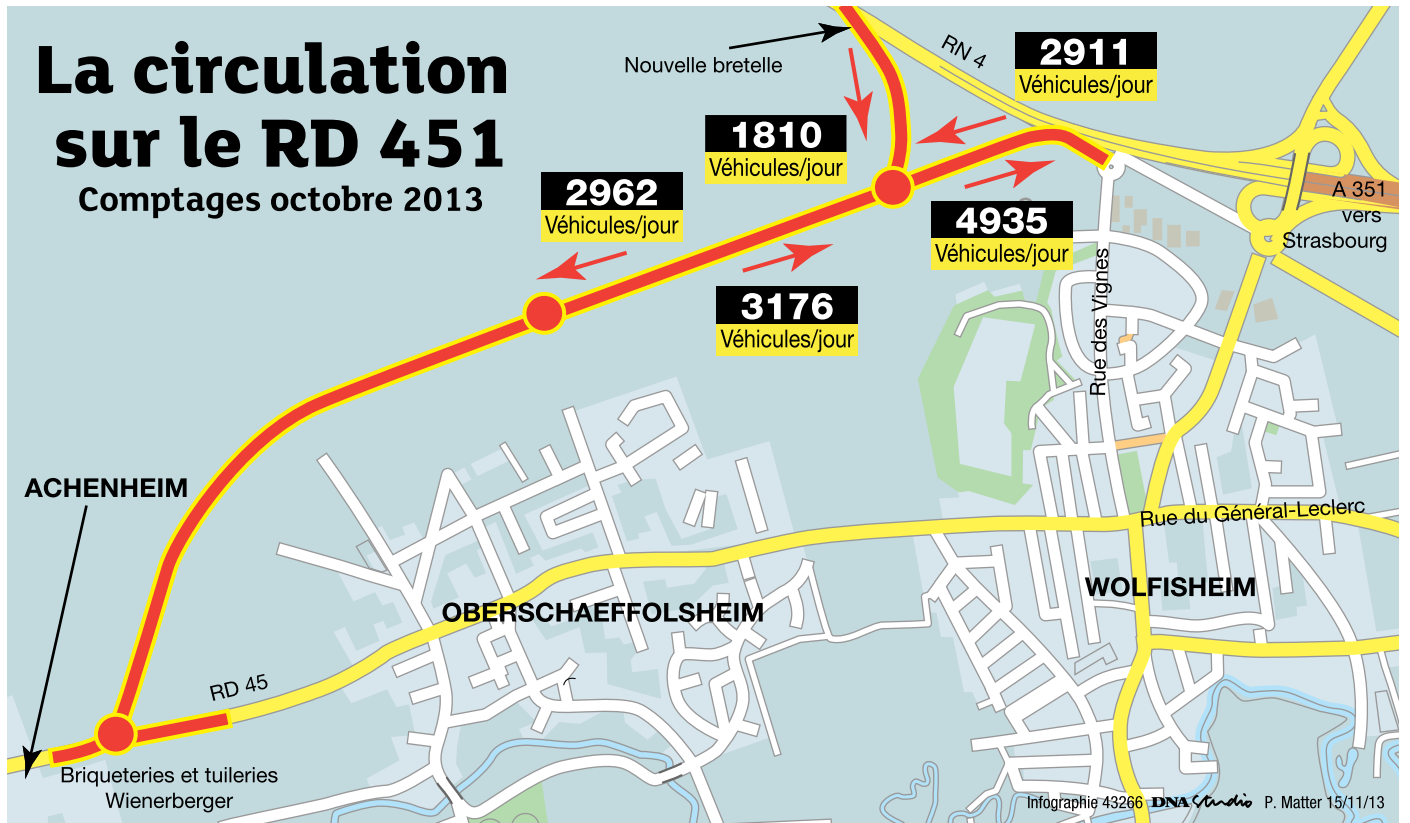 La circulation
sur le RD 451
Comptages octobre 2013
Nouvelle bretelle
RN 4
2911
Véhicules/jour
1810
Véhicules/jour
2962
Véhicules/jour
4935
Véhicules/jour
3176
Véhicules/jour
A 351
vers
Strasbourg
Rue des Vignes
ACHENHEIM
Rue du Général-Leclerc
WOLFISHEIM
OBERSCHAEFFOLSHEIM
RD 45
Briqueteries et tuileries
Wienerberger
Infographie 43266 DNA studio P. Matter 15/11/13